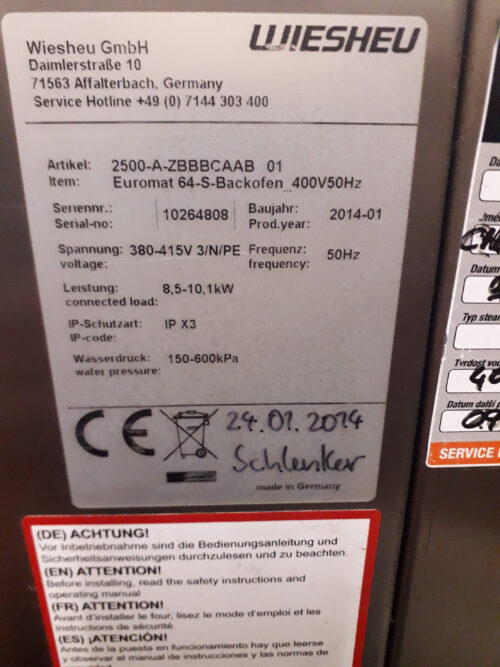 WIESHEU
Wiesheu GmbH
Daimlerstraße 10
71563 Affalterbach, Germany
Service Hotline +49 (0) 7144 303 400
Artikel: 2500-A-ZBBBCAAB 01
Item: Euromat 64-S-Backofen_400V50Hz
Seriennr.: 10264808 Baujahr: 2014-01
Serial-no: Prod.year:
Spannung: 380-415V 3/N/PE Frequenz: 50Hz
voltage: frequency:
Leistung: 8,5-10,1kW
connected load:
IP-Schutzart: IP X3
IP-code:
Wasserdruck: 150-600kPa
water pressure:
CE 24.01.2014
Schlenker
made in Germany
(DE) ACHTUNG!
Vor Inbetriebnahme sind die Bedienungsanleitung und
Sicherheitsanweisungen durchzulesen und zu beachten.
(EN) ATTENTION!
Before installing, read the safety instructions and
operating manual
(FR) ATTENTION!
Avant d'installer le four, lisez le mode d'emploi et les
instructions de sécurité.
(ES) ¡ATENCIÓN!
Antes de la puesta en funcionamiento hay que leerse
y observar el manual de instrucciones y las normas de
Datum
Typ
Tvrdost
Datum další
SERVICE